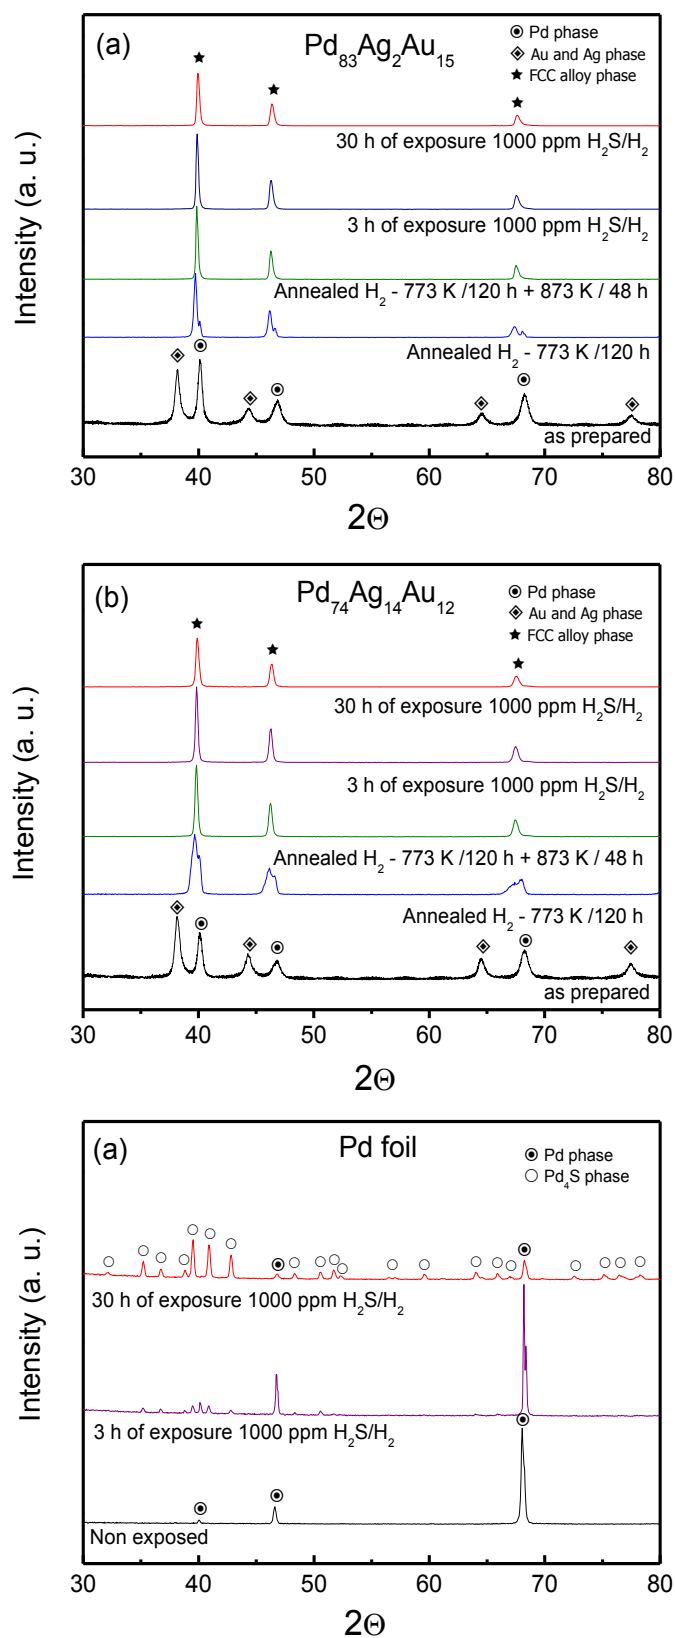 (a) Pd83Ag2Au15
Pd phase
Au and Ag phase
FCC alloy phase
30 h of exposure 1000 ppm H2S/H2
3 h of exposure 1000 ppm H2S/H2
Annealed H2 - 773 K /120 h + 873 K / 48 h
Annealed H2 - 773 K /120 h
as prepared
Intensity (a. u.)
30 40 50 60 70 80
2Θ
(b) Pd74Ag14Au12
Pd phase
Au and Ag phase
FCC alloy phase
30 h of exposure 1000 ppm H2S/H2
3 h of exposure 1000 ppm H2S/H2
Annealed H2 - 773 K /120 h + 873 K / 48 h
Annealed H2 - 773 K /120 h
as prepared
Intensity (a. u.)
30 40 50 60 70 80
2Θ
(a) Pd foil
Pd phase
Pd4S phase
30 h of exposure 1000 ppm H2S/H2
3 h of exposure 1000 ppm H2S/H2
Non exposed
Intensity (a. u.)
30 40 50 60 70 80
2Θ